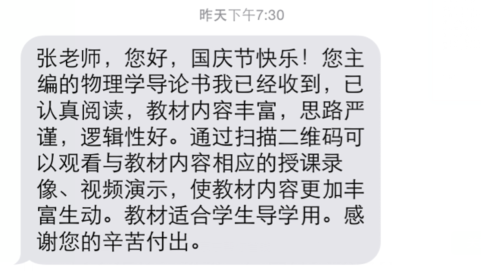 昨天下午7:30
张老师，您好，国庆节快乐！您主
编的物理学导论书我已经收到，已
认真阅读，教材内容丰富，思路严
谨，逻辑性好。通过扫描二维码可
以观看与教材内容相应的授课录
像、视频演示，使教材内容更加丰
富生动。教材适合学生导学用。感
谢您的辛苦付出。